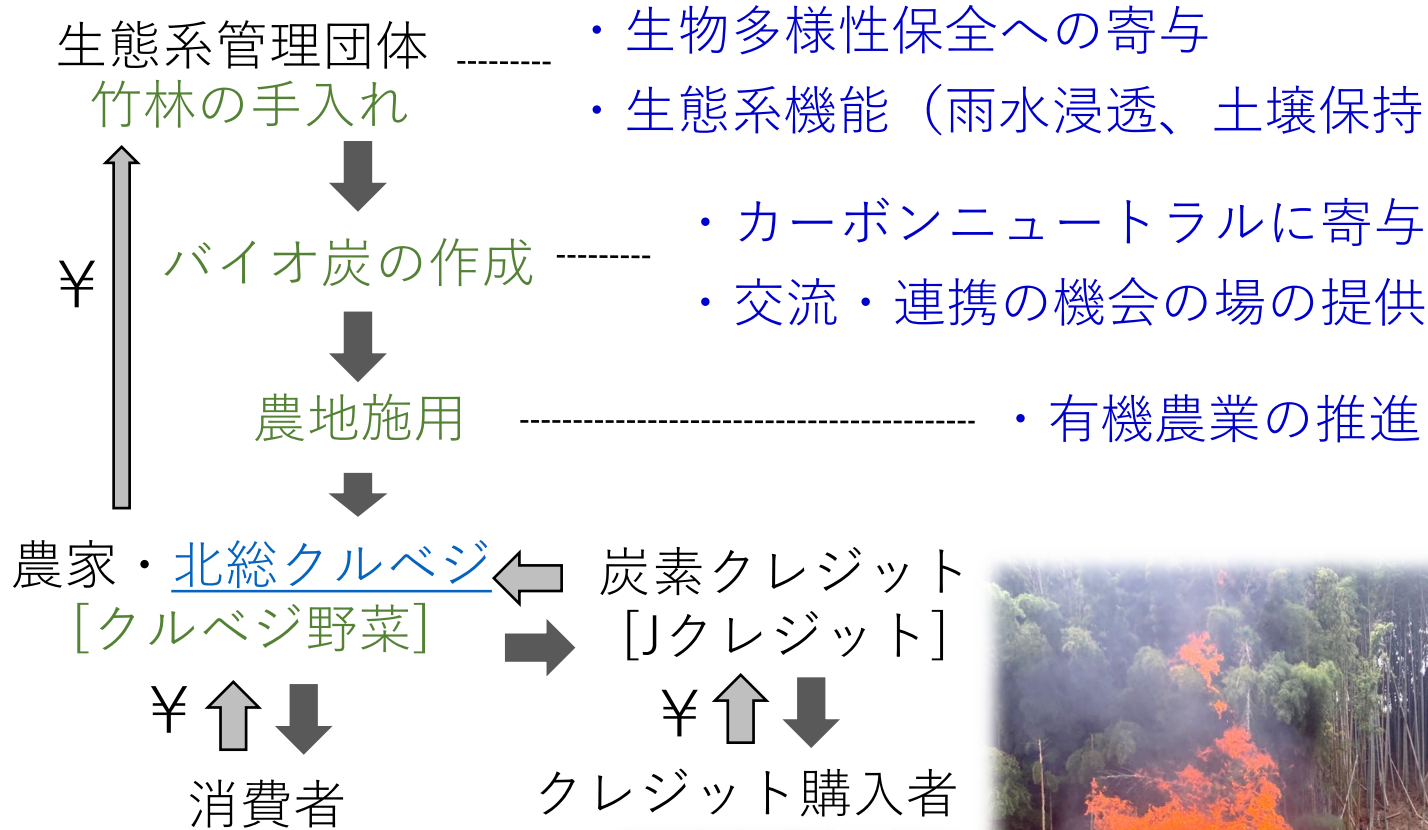 生態系管理団体
竹林の手入れ
・生物多様性保全への寄与
・生態系機能（雨水浸透、土壌保持
バイオ炭の作成
・カーボンニュートラルに寄与
・交流・連携の機会の場の提供
¥
農地施用
・有機農業の推進
農家・北総クルベジ
[クルベジ野菜]
炭素クレジット
[Jクレジット]
¥
¥
消費者
クレジット購入者